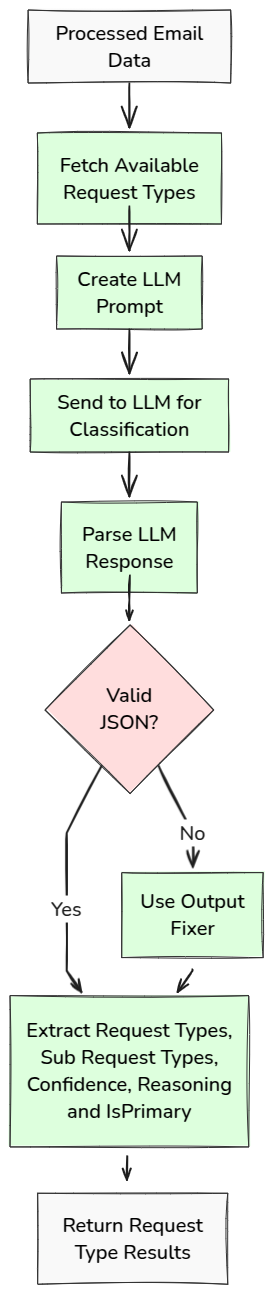 Processed Email
Data
Fetch Available
Request Types
Create LLM
Prompt
Send to LLM for
Classification
Parse LLM
Response
Valid
JSON?
No
Yes
Use Output
Fixer
Extract Request Types,
Sub Request Types,
Confidence, Reasoning
and IsPrimary
Return Request
Type Results